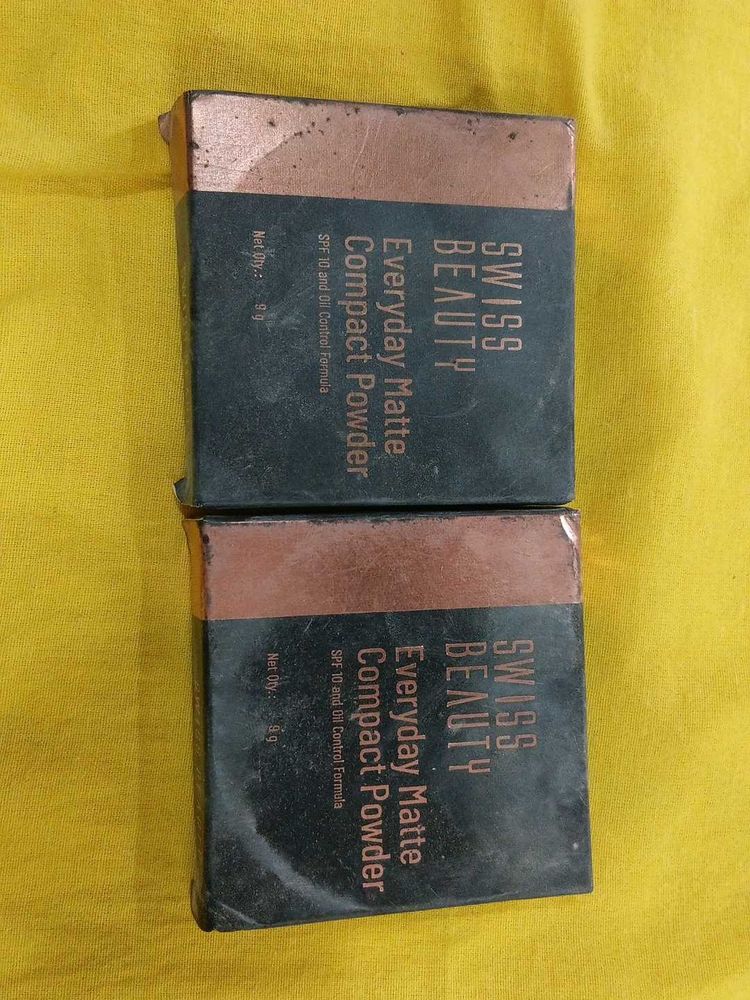 SWISS
BEAUTY
Everyday Matte
Compact Powder
SPF 10 and Oil Control Formula
Net Qty.: 9 g
SWISS
BEAUTY
Everyday Matte
Compact Powder
SPF 10 and Oil Control Formula
Net Qty.: 9 g